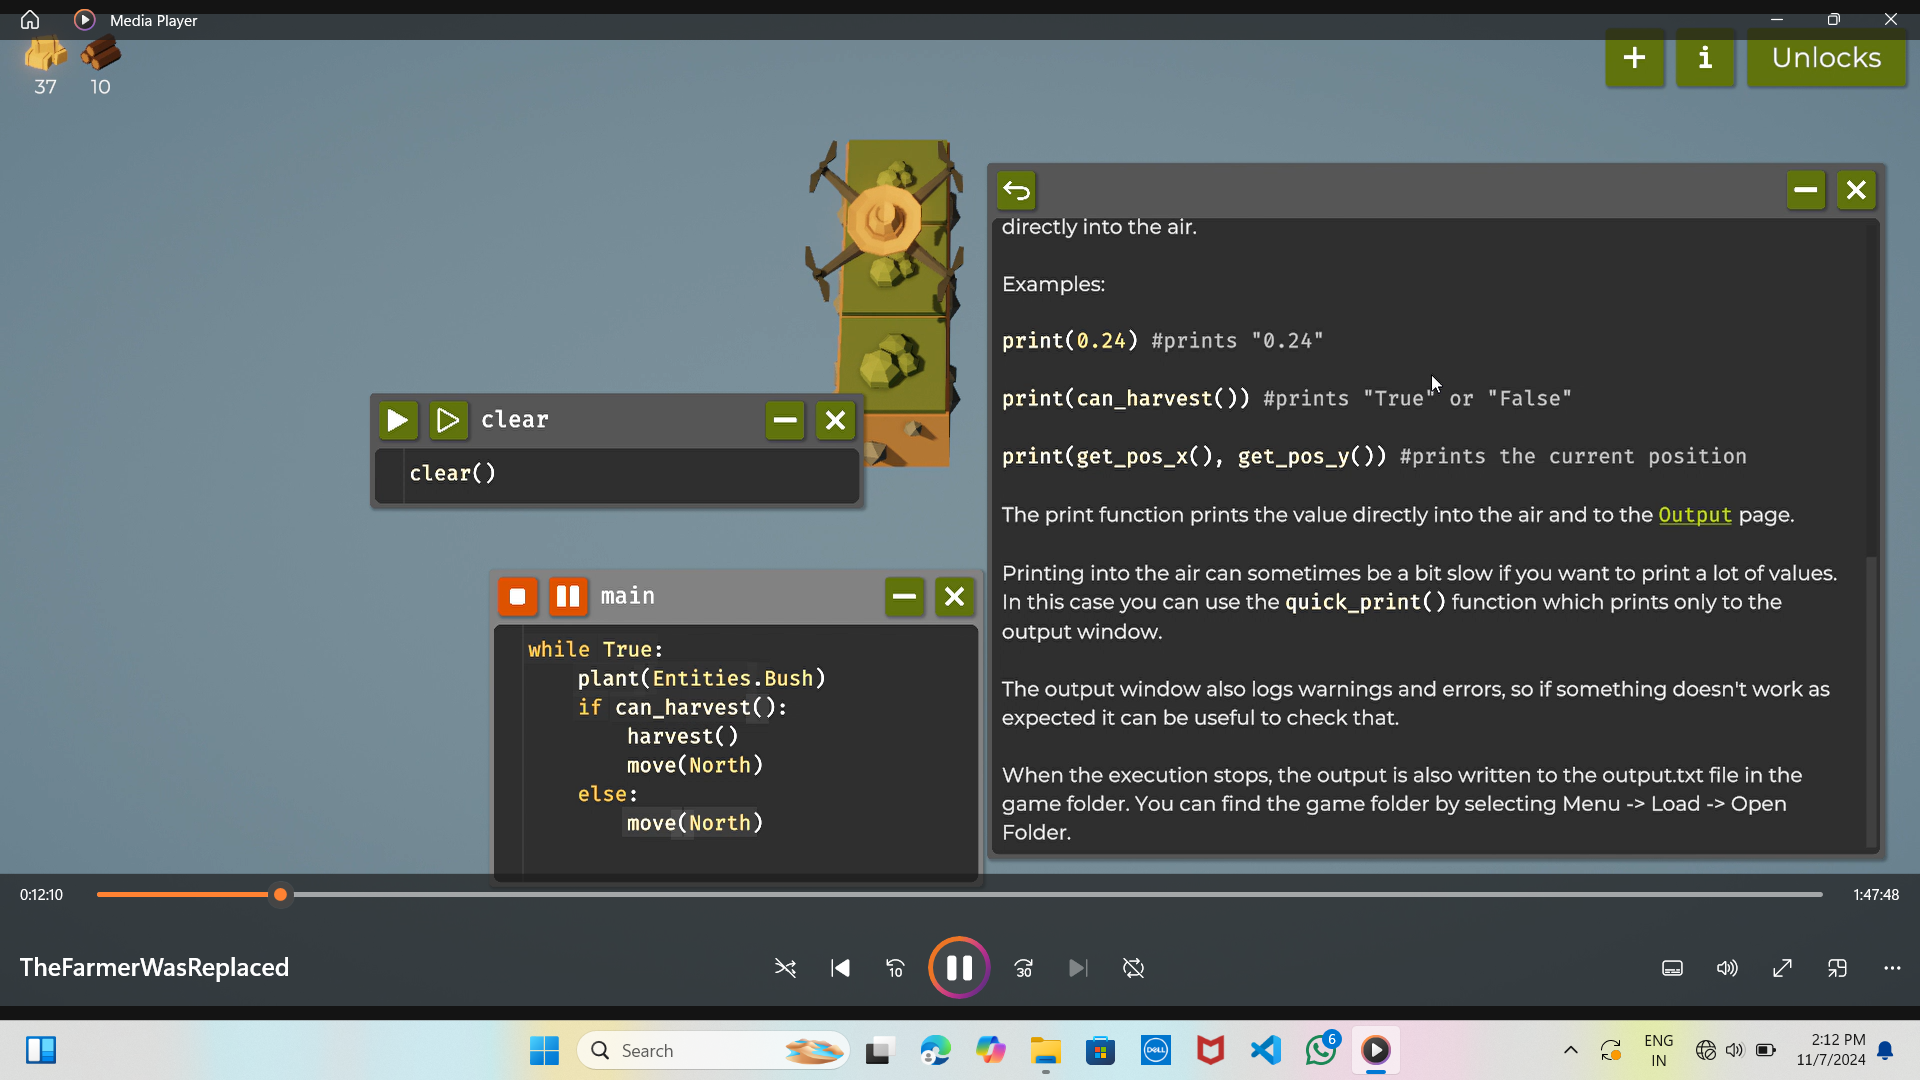 Media Player
37
10
+
i
Unlocks
directly into the air.
Examples:
print(0.24) #prints "0.24"
print(can_harvest()) #prints "True" or "False"
print(get_pos_x(), get_pos_y()) #prints the current position
The print function prints the value directly into the air and to the Output page.
Printing into the air can sometimes be a bit slow if you want to print a lot of values.
In this case you can use the quick_print() function which prints only to the
output window.
The output window also logs warnings and errors, so if something doesn't work as
expected it can be useful to check that.
When the execution stops, the output is also written to the output.txt file in the
game folder. You can find the game folder by selecting Menu -> Load -> Open
Folder.
clear
clear()
main
while True:
    plant(Entities.Bush)
    if can_harvest():
        harvest()
        move(North)
    else:
        move(North)
0:12:10
1:47:48
TheFarmerWasReplaced
10
30
Search
DELL
6
ENG
IN
2:12 PM
11/7/2024